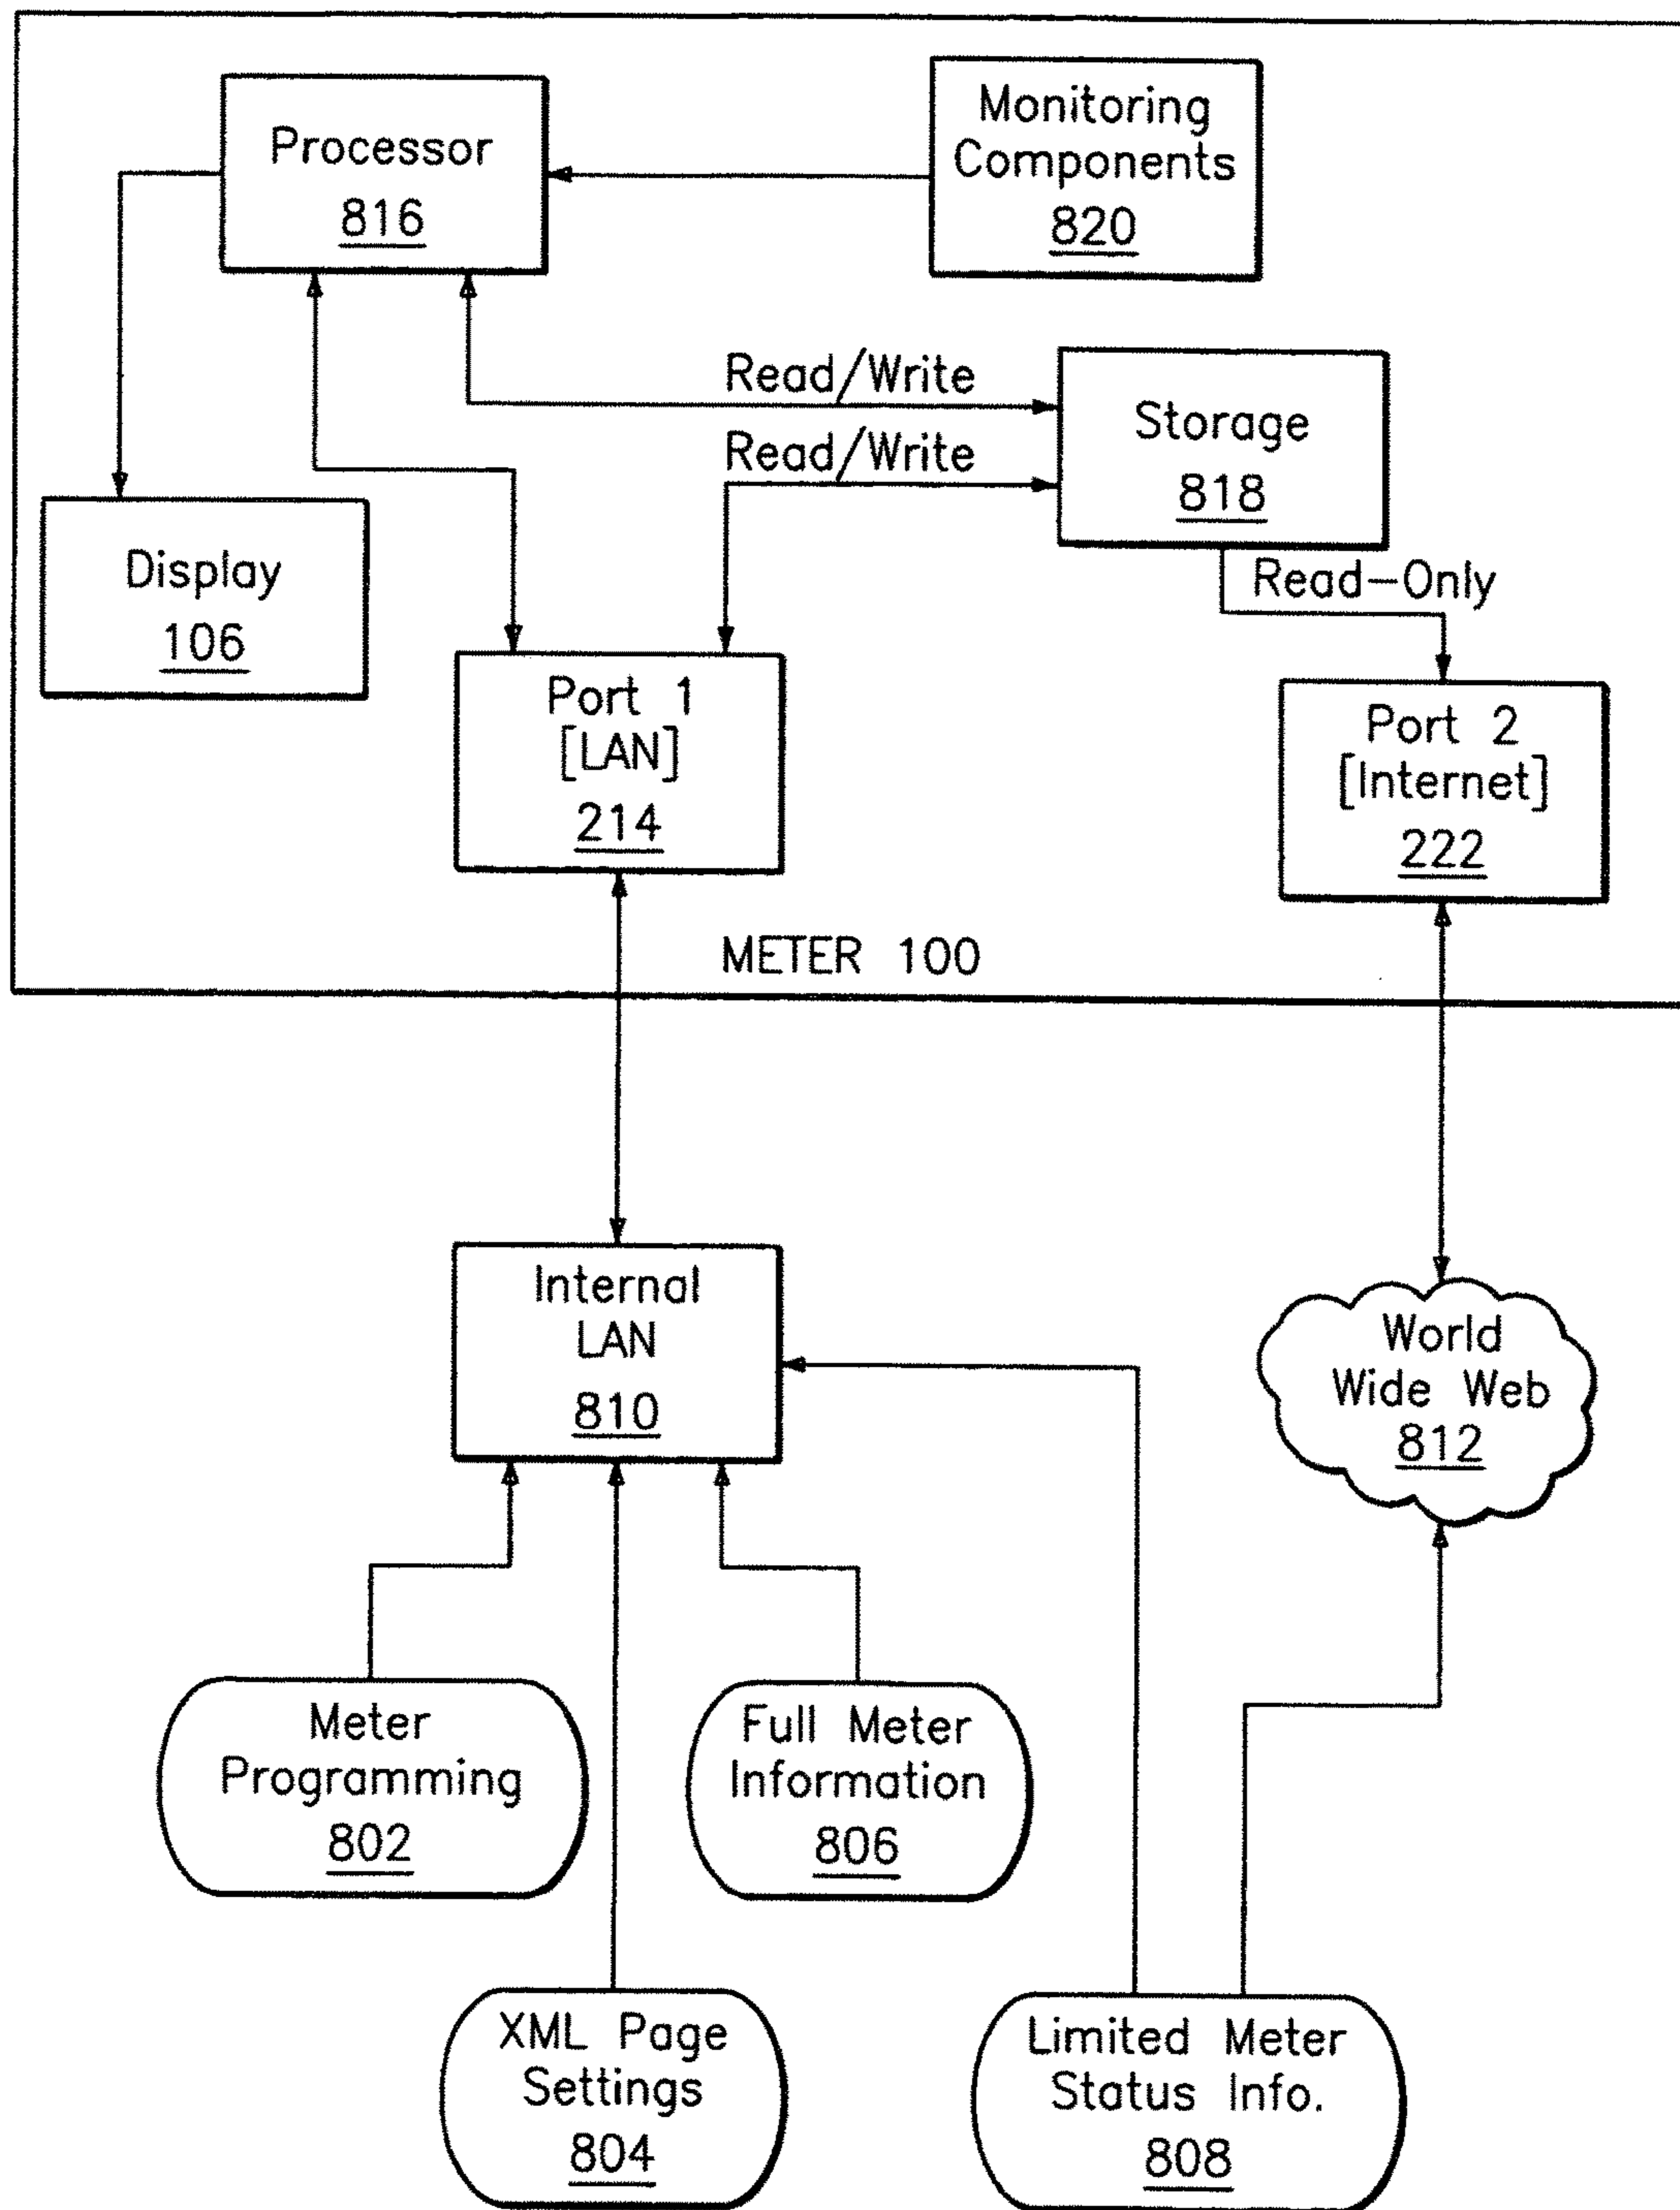 Processor
816
Monitoring
Components
820
Read/Write
Read/Write
Storage
818
Read-Only
Display
106
Port 1
[LAN]
214
Port 2
[Internet]
222
METER 100
Internal
LAN
810
World
Wide Web
812
Meter
Programming
802
Full Meter
Information
806
XML Page
Settings
804
Limited Meter
Status Info.
808